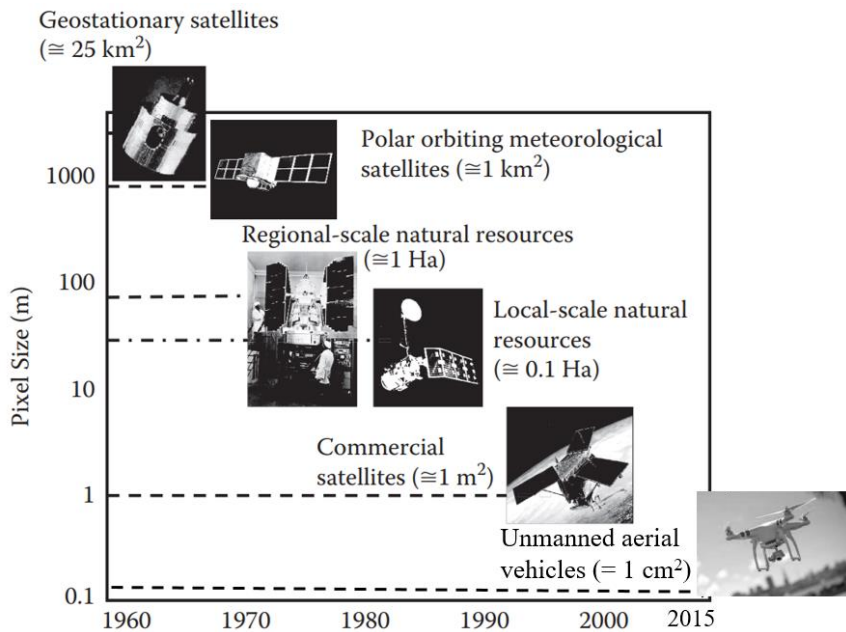 Geostationary satellites
(≅ 25 km²)
Polar orbiting meteorological
satellites (≅1 km²)
1000
Regional-scale natural resources
(≅1 Ha)
100
Local-scale natural
resources
(≅ 0.1 Ha)
Pixel Size (m)
10
Commercial
satellites (≅1 m²)
1
Unmanned aerial
vehicles (= 1 cm²)
0.1
1960 1970 1980 1990 2000 2015